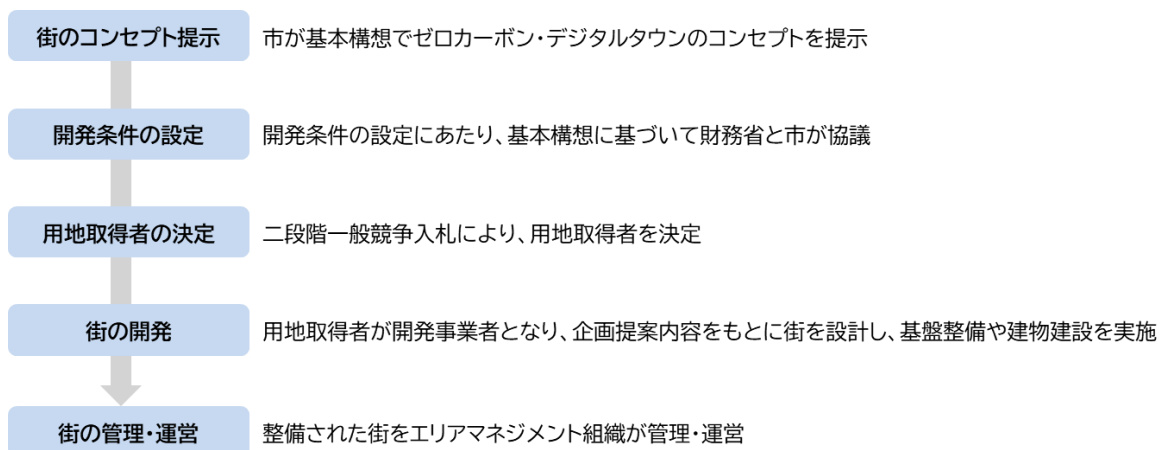 街のコンセプト提示
市が基本構想でゼロカーボン・デジタルタウンのコンセプトを提示
開発条件の設定
開発条件の設定にあたり、基本構想に基づいて財務省と市が協議
用地取得者の決定
二段階一般競争入札により、用地取得者を決定
街の開発
用地取得者が開発事業者となり、企画提案内容をもとに街を設計し、基盤整備や建物建設を実施
街の管理・運営
整備された街をエリアマネジメント組織が管理・運営